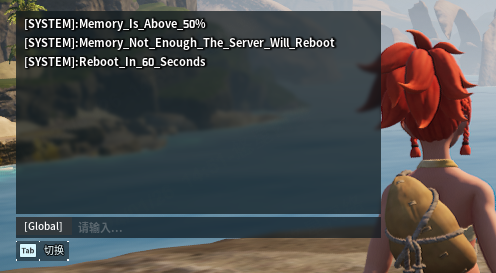 [SYSTEM]:Memory_Is_Above_50%
[SYSTEM]:Memory_Not_Enough_The_Server_Will_Reboot
[SYSTEM]:Reboot_In_60_Seconds
[Global] 请输入...
Tab 切换